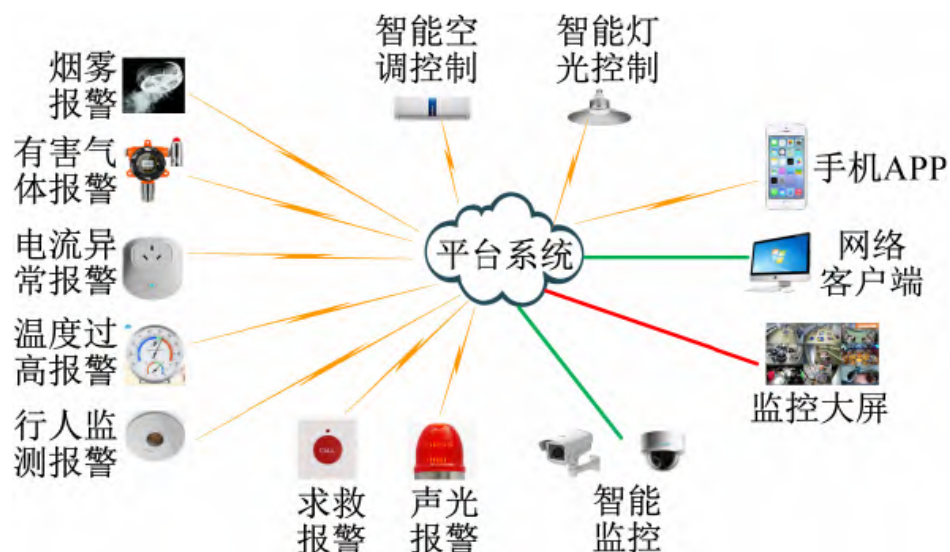 烟雾
报警
有害气
体报警
电流异
常报警
温度过
高报警
行人监
测报警
智能空
调控制
智能灯
光控制
平台系统
手机APP
网络
客户端
监控大屏
求救
报警
声光
报警
智能
监控